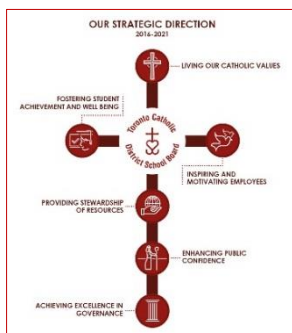 OUR STRATEGIC DIRECTION
2016-2021
LIVING OUR CATHOLIC VALUES
FOSTERING STUDENT
ACHIEVEMENT AND WELL BEING
Toronto Catholic
District School Board
INSPIRING AND
MOTIVATING EMPLOYEES
PROVIDING STEWARDSHIP
OF RESOURCES
ENHANCING PUBLIC
CONFIDENCE
ACHIEVING EXCELLENCE IN
GOVERNANCE